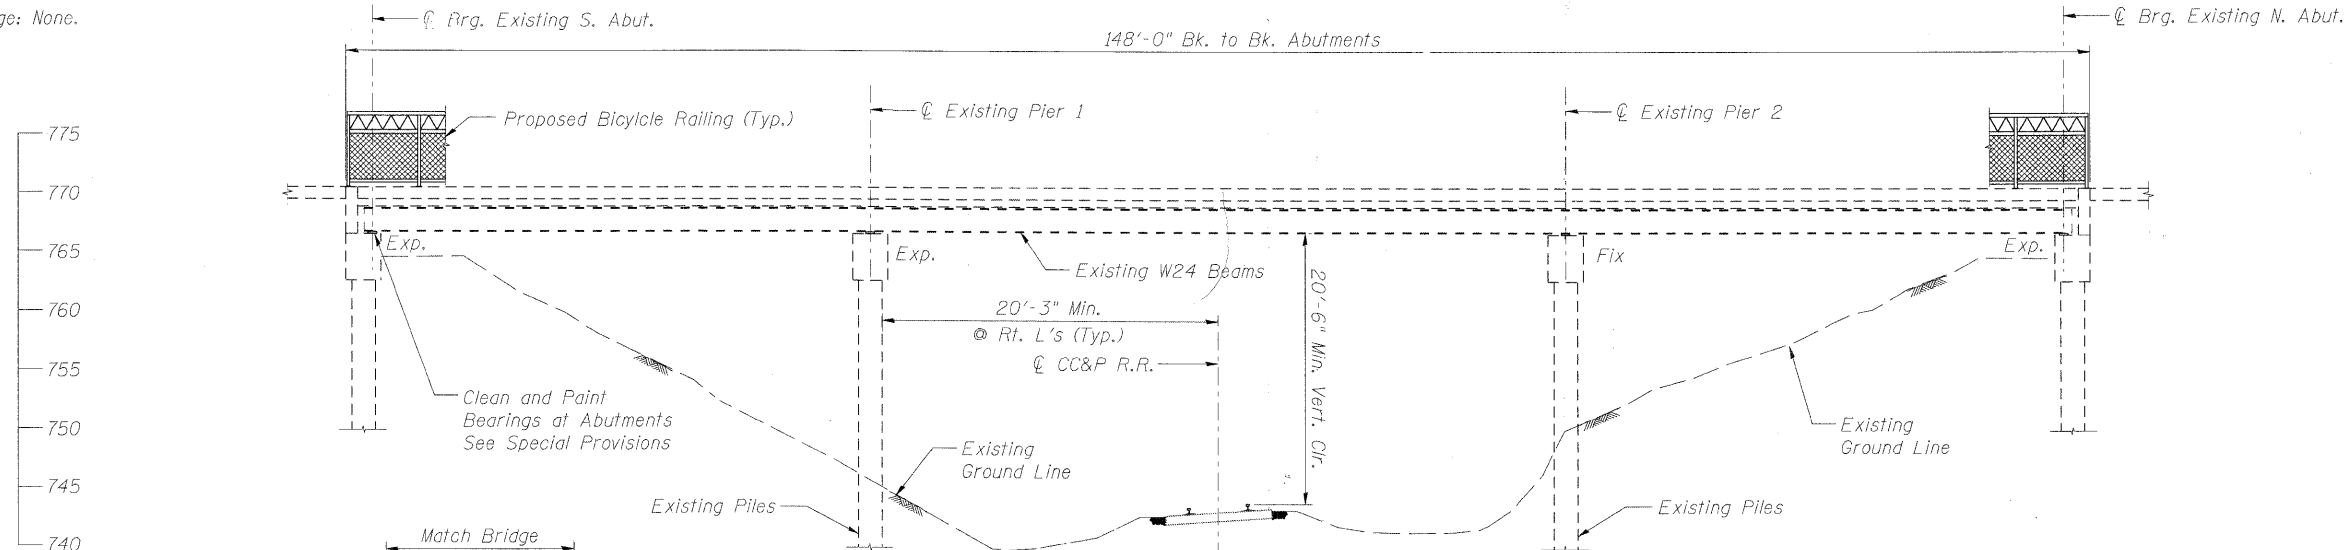 ge: None.
℄ Brg. Existing S. Abut.
℄ Brg. Existing N. Abut.
148'-0" Bk. to Bk. Abutments
Proposed Bicylcle Railing (Typ.)
℄ Existing Pier 1
℄ Existing Pier 2
775
770
765
760
755
750
745
740
Exp.
Exp.
Fix
Exp.
Existing W24 Beams
20'-3" Min.
@ Rt. L's (Typ.)
℄ CC&P R.R.
20'-6" Min. Vert. Clr.
Clean and Paint
Bearings at Abutments
See Special Provisions
Existing
Ground Line
Existing
Ground Line
Existing Piles
Existing Piles
Match Bridge